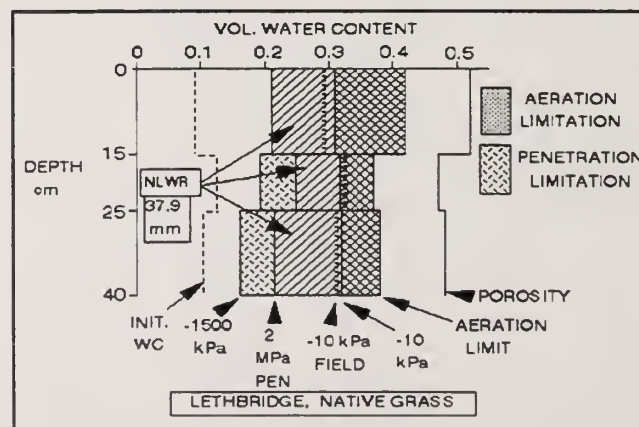 VOL. WATER CONTENT
0 0.1 0.2 0.3 0.4 0.5
0
15
25
40
DEPTH
cm
NLWR
37.9
mm
AERATION
LIMITATION
PENETRATION
LIMITATION
INIT.
WC
-1500
kPa
2
MPa
PEN
-10 kPa
FIELD
-10
kPa
AERATION
LIMIT
POROSITY
LETHBRIDGE, NATIVE GRASS